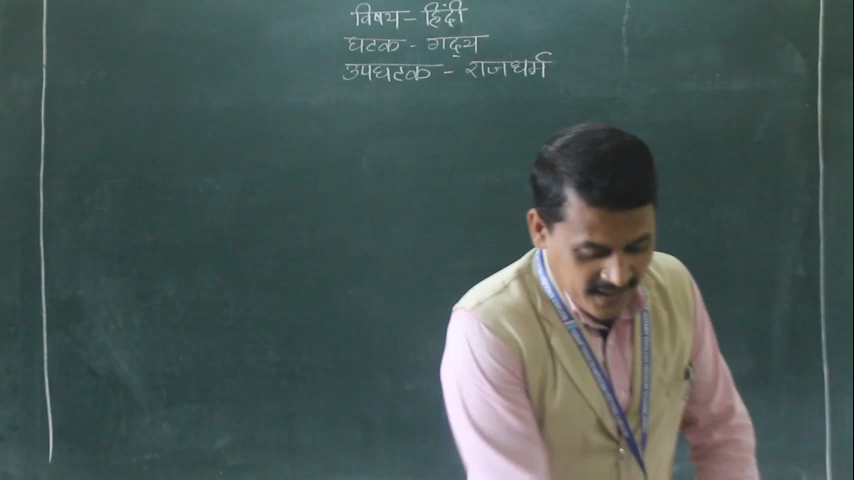 विषय - हिंदी
घटक - गद्य
उपघटक - राजधर्म